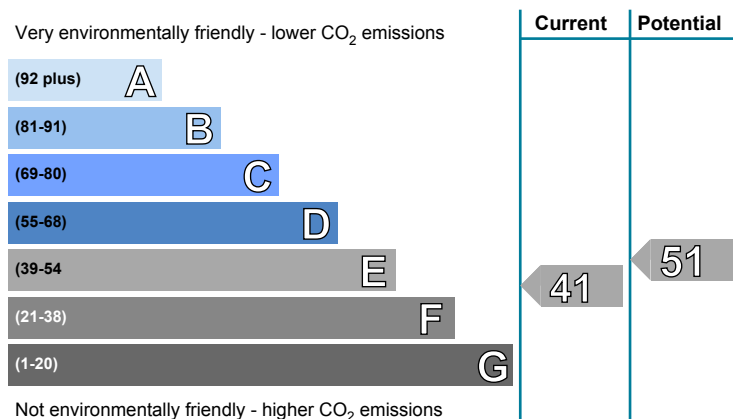 Current Potential
Very environmentally friendly - lower CO2 emissions
(92 plus) A
(81-91) B
(69-80) C
(55-68) D
(39-54 E
41 51
(21-38) F
(1-20) G
Not environmentally friendly - higher CO2 emissions